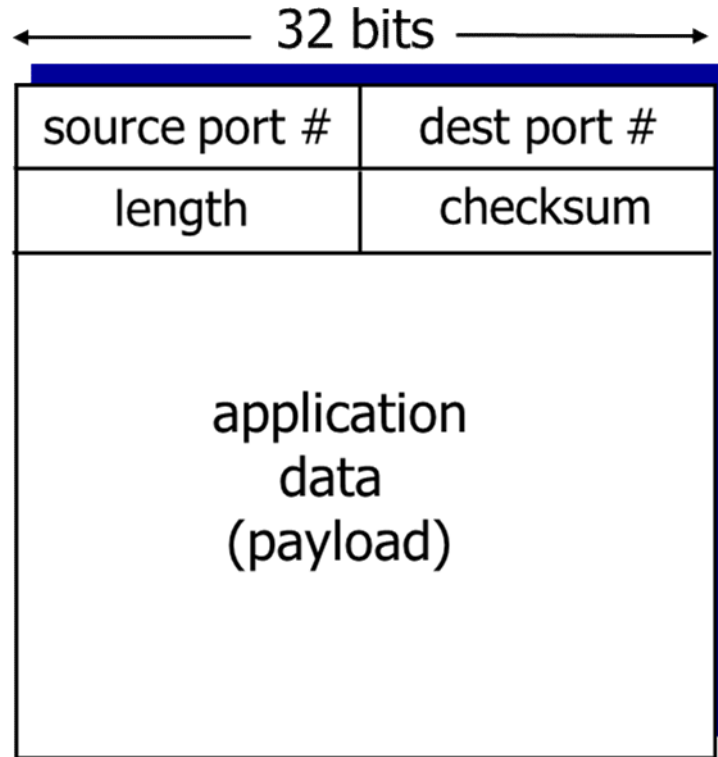 32 bits
source port #
dest port #
length
checksum
application
data
(payload)